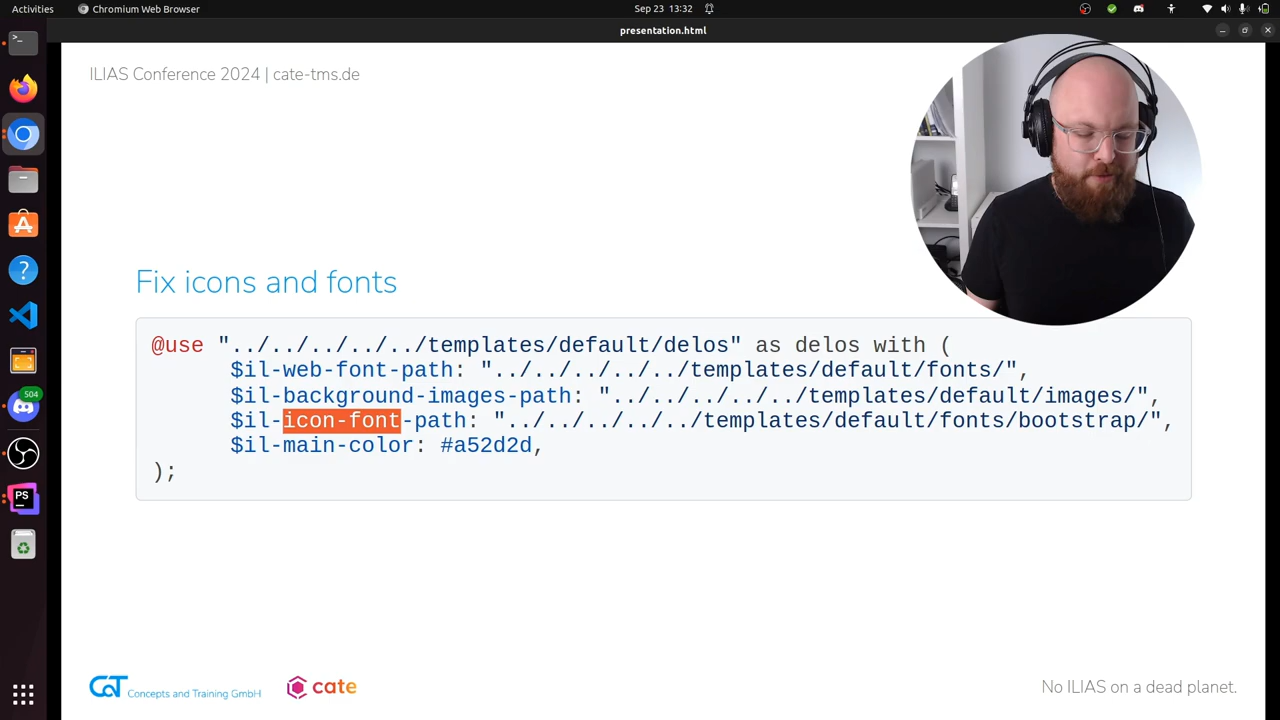 Activities
Chromium Web Browser
Sep 23 13:32
presentation.html
ILIAS Conference 2024 | cate-tms.de
Fix icons and fonts
@use "../../../../../templates/default/delos" as delos with (
$il-web-font-path: "../../../../../templates/default/fonts/",
$il-background-images-path: "../../../../../templates/default/images/",
$il-icon-font-path: "../../../../../templates/default/fonts/bootstrap/",
$il-main-color: #a52d2d,
);
504
PS
CaT Concepts and Training GmbH
cate
No ILIAS on a dead planet.